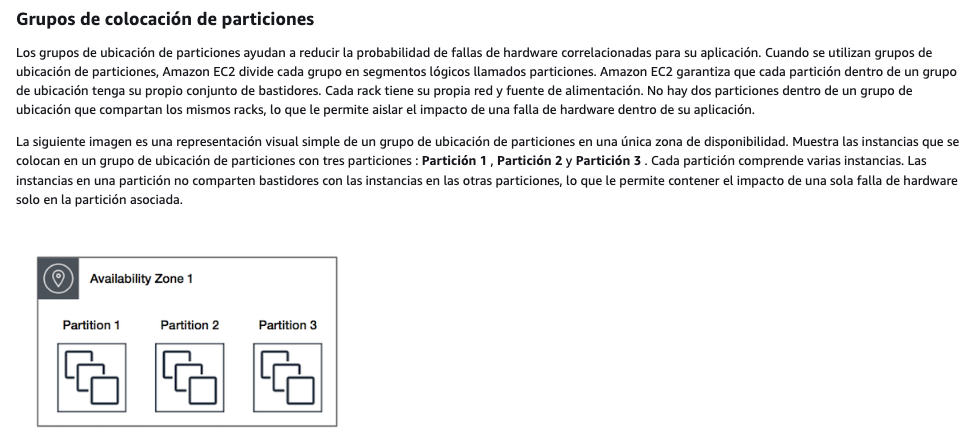 Grupos de colocación de particiones
Los grupos de ubicación de particiones ayudan a reducir la probabilidad de fallas de hardware correlacionadas para su aplicación. Cuando se utilizan grupos de
ubicación de particiones, Amazon EC2 divide cada grupo en segmentos lógicos llamados particiones. Amazon EC2 garantiza que cada partición dentro de un grupo
de ubicación tenga su propio conjunto de bastidores. Cada rack tiene su propia red y fuente de alimentación. No hay dos particiones dentro de un grupo de
ubicación que compartan los mismos racks, lo que le permite aislar el impacto de una falla de hardware dentro de su aplicación.
La siguiente imagen es una representación visual simple de un grupo de ubicación de particiones en una única zona de disponibilidad. Muestra las instancias que se
colocan en un grupo de ubicación de particiones con tres particiones : Partición 1 , Partición 2 y Partición 3 . Cada partición comprende varias instancias. Las
instancias en una partición no comparten bastidores con las instancias en las otras particiones, lo que le permite contener el impacto de una sola falla de hardware
solo en la partición asociada.
Availability Zone 1
Partition 1 Partition 2 Partition 3